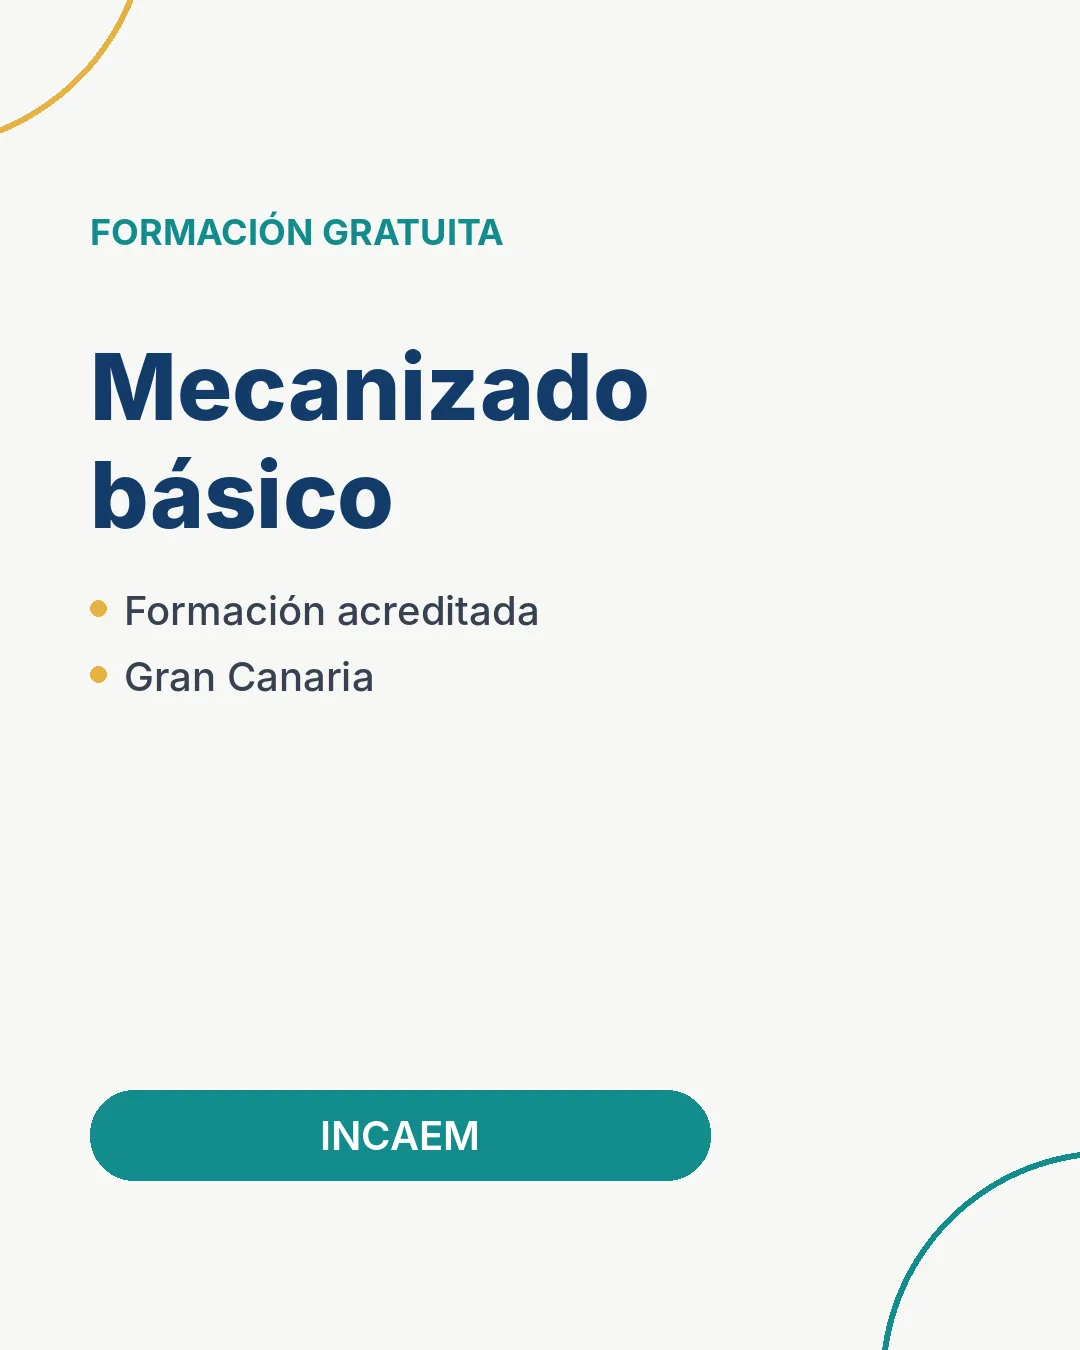 FORMACIÓN GRATUITA
Mecanizado
básico
Formación acreditada
Gran Canaria
INCAEM